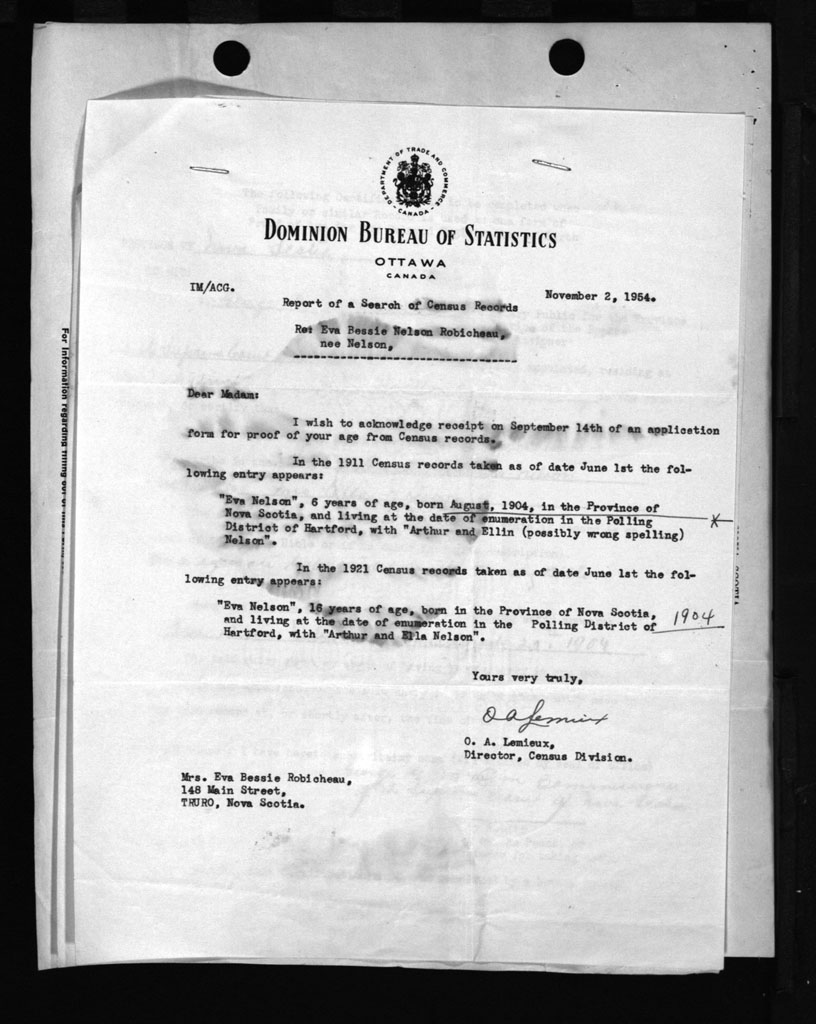 DEPARTMENT OF TRADE AND COMMERCE
CANADA
DOMINION BUREAU OF STATISTICS
OTTAWA
CANADA
IM/ACG.
November 2, 1954.
Report of a Search of Census Records
Re: Eva Bessie Nelson Robicheau,
nee Nelson,
Dear Madam:
I wish to acknowledge receipt on September 14th of an application
form for proof of your age from Census records.
In the 1911 Census records taken as of date June 1st the fol-
lowing entry appears:
"Eva Nelson", 6 years of age, born August, 1904, in the Province of
Nova Scotia, and living at the date of enumeration in the Polling
District of Hartford, with "Arthur and Ellin (possibly wrong spelling)
Nelson".
In the 1921 Census records taken as of date June 1st the fol-
lowing entry appears:
"Eva Nelson", 16 years of age, born in the Province of Nova Scotia,
and living at the date of enumeration in the Polling District of 1904
Hartford, with "Arthur and Ella Nelson".
Yours very truly,
O A Lemieux
O. A. Lemieux,
Director, Census Division.
Mrs. Eva Bessie Robicheau,
148 Main Street,
TRURO, Nova Scotia.
For information regarding filing